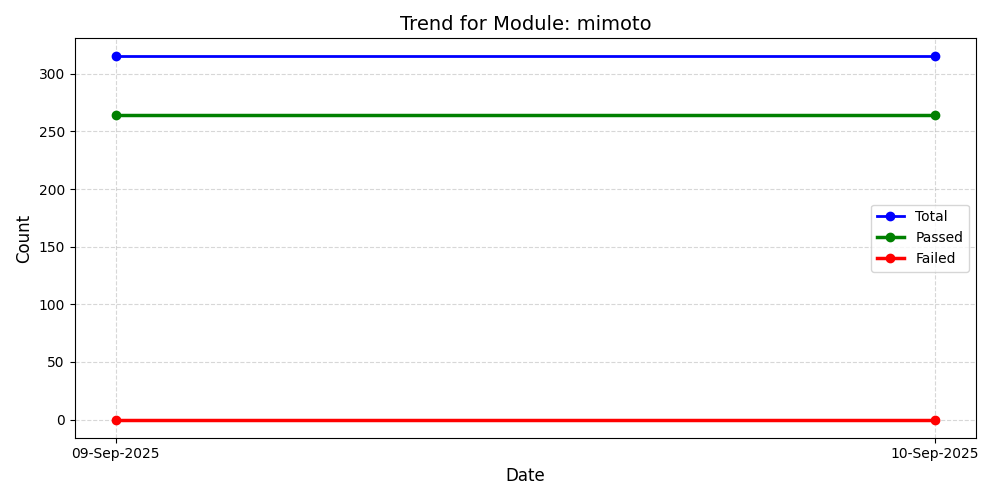 Trend for Module: mimoto
Count
300
250
200
150
100
50
0
Total
Passed
Failed
09-Sep-2025
10-Sep-2025
Date